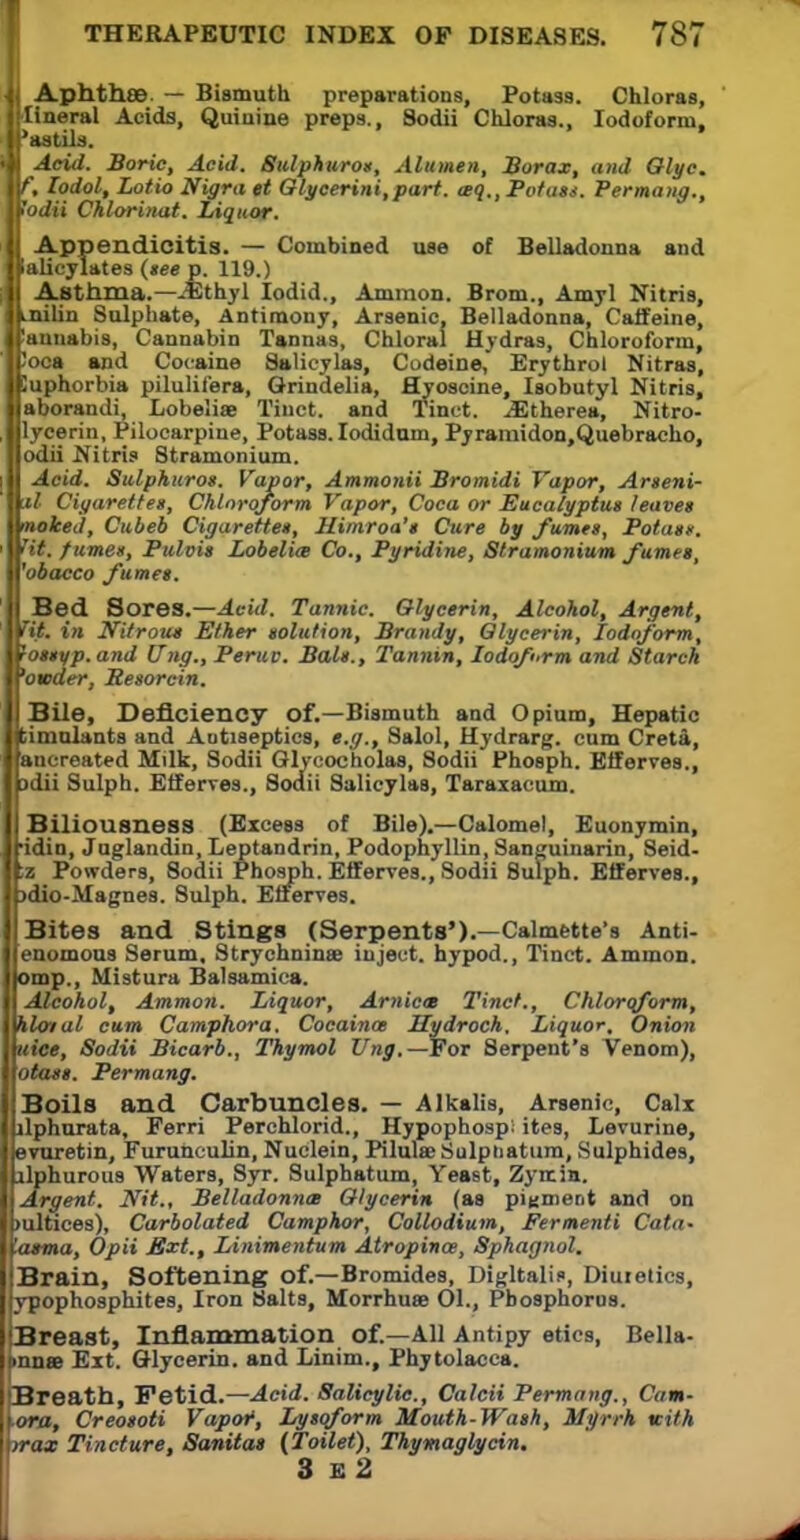 THERAPEUTIC INDEX OF DISEASES. 787
Aphthæ. — Bismuth preparations, Potass. Chloras,
lineral Acids, Quinine preps., Sodii Chloras., Iodoform,
'astils.
Acid. Boric, Acid. Sulphuros, Alumen, Borax, and Glyc.
f, Iodol, Lotio Nigra et Glycerini, part. æq., Potass. Permang.,
odii Chlorinat. Liquor.
Appendicitis. — Combined use of Belladonna and
alicylates (see p. 119.)
Asthma.—Æthyl Iodid., Ammon. Brom., Amyl Nitris,
nilin Sulphate, Antimony, Arsenic, Belladonna, Caffeine,
annabis, Cannabin Tannas, Chloral Hydras, Chloroform,
oca and Cocaine Salicylas, Codeine, Erythrol Nitras,
uphorbia pilulifera, Grindelia, Hyoscine, Isobutyl Nitris,
aborandi, Lobeliæ Tinct. and Tinct. Ætherea, Nitro-
lycerin, Pilocarpine, Potass. Iodidum, Pyramidon, Quebracho,
odii Nitris Stramonium.
Acid. Sulphuros. Vapor, Ammonii Bromidi Vapor, Arseni-
al Cigarettes, Chloroform Vapor, Coca or Eucalyptus leaves
moked, Cubeb Cigarettes, Himroa's Cure by fumes, Potass.
it. fumes, Pulvis Lobeliæ Co., Pyridine, Stramonium fumes,
obacco fumes.
Bed Sores.—Acid. Tannic. Glycerin, Alcohol, Argent,
it. in Nitrous Ether solution, Brandy, Glycerin, Iodoform,
ossyp. and Ung., Peruv. Bals., Tannin, Iodoform and Starch
owder, Resorcin.
Bile, Deficiency of.—Bismuth and Opium, Hepatic
timulants and Antiseptics, e.g., Salol, Hydrarg. cum Cretâ,
ancreated Milk, Sodii Glycocholas, Sodii Phosph. Efferves.,
odii Sulph. Efferves., Sodii Salicylas, Taraxacum.
Biliousness (Excess of Bile).—Calomel, Euonymin,
ridin, Juglandin, Leptandrin, Podophyllin, Sanguinarin, Seid-
tz Powders, Sodii Phosph. Efferves., Sodii Sulph. Efferves.,
odio-Magnes. Sulph. Efferves.
Bites and Stings (Serpents').—Calmette's Anti-
enomous Serum, Strychninæ inject. hypod., Tinct. Ammon.
omp., Mistura Balsamica.
Alcohol, Ammon. Liquor, Arnicæ Tinct., Chloroform,
hloral cum Camphora. Cocainæ Hydroch. Liquor. Onion
uice, Sodii Bicarb., Thymol Ung.—For Serpent's Venom),
otass. Permang.
Boils and Carbuncles. — Alkalis, Arsenic, Calx
ulphurata, Ferri Perchlorid., Hypophosphites, Levurine,
evuretin, Furunculin, Nuclein, Pilulæ Sulphatum, Sulphides,
ulphurous Waters, Syr. Sulphatum, Yeast, Zymin.
Argent. Nit., Belladonnæ Glycerin (as pigment and on
oultices), Carbolated Camphor, Collodium, Fermenti Cata-
lasma, Opii Ext., Linimentum Atropinæ, Sphagnol.
Brain, Softening of.—Bromides, Digitalis, Diuretics,
ypophosphites, Iron Salts, Morrhuæ Ol., Phosphorus.
Breast, Inflammation of.—All Antipy etics, Bella-
onnæ Ext. Glycerin. and Linim., Phytolacca.
Breath, Fetid.—Acid. Salicylic., Calcii Permang., Cam-
ora, Creosoti Vapor, Lysoform Mouth-Wash, Myrrh with
orax Tincture, Sanitas (Toilet), Thymaglycin.
3 E 2